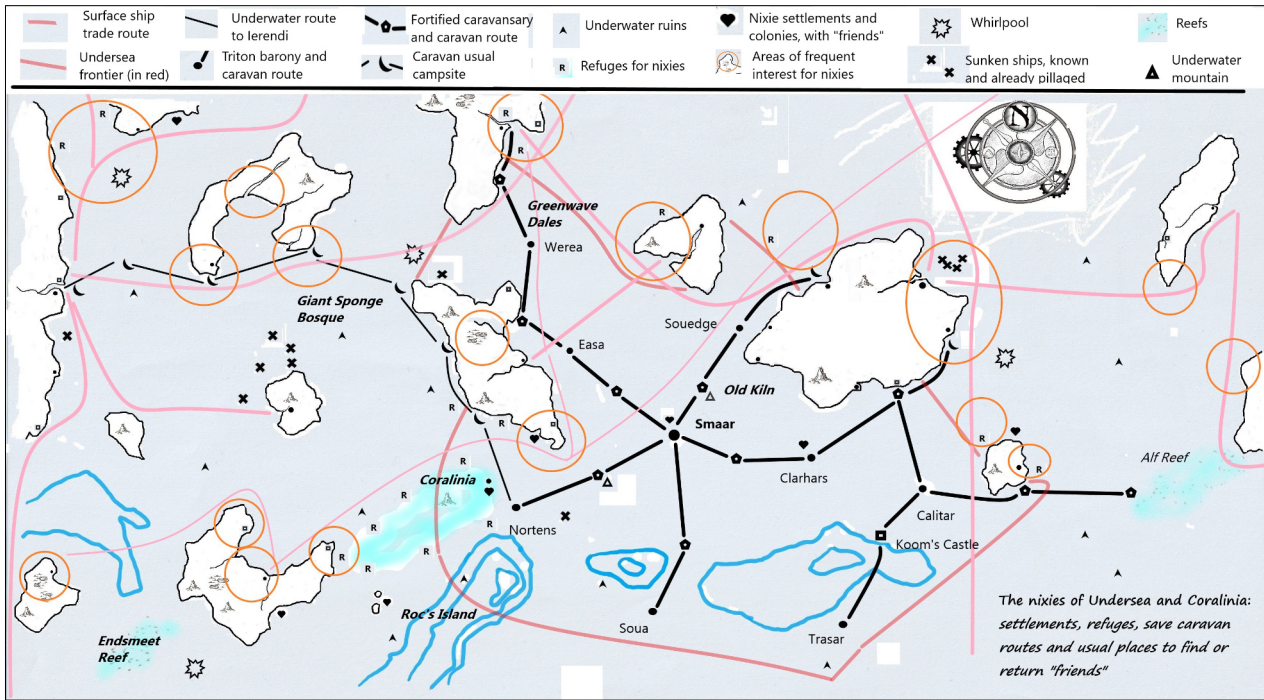 Surface ship
trade route
Underwater route
to Ierendi
Fortified caravansary
and caravan route
Underwater ruins
Nixie settlements and
colonies, with "friends"
Whirlpool
Reefs
Undersea
frontier (in red)
Triton barony and
caravan route
Caravan usual
campsite
R
Refuges for nixies
Areas of frequent
interest for nixies
Sunken ships, known
and already pillaged
Underwater
mountain
R
R
R
N
Greenwave
Dales
Werea
R
R
Giant Sponge
Bosque
Souedge
Easa
Old Kiln
Smaar
R
R
R
R
R
Clarhars
Alf Reef
R
Coralinia
R
Nortens
Calitar
R
R
R
R
R
Koom's Castle
Roc's Island
Soua
Trasar
Endsmeet
Reef
The nixies of Undersea and Coralinia:
settlements, refuges, save caravan
routes and usual places to find or
return "friends"